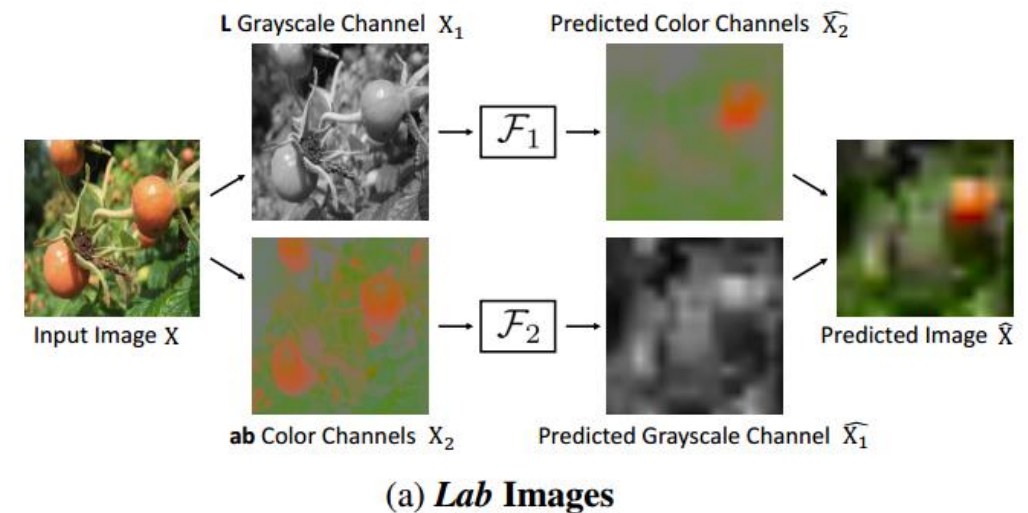 L Grayscale Channel X₁
Predicted Color Channels X̂₂
ℱ₁
Input Image X
Predicted Image X̂
ℱ₂
ab Color Channels X₂
Predicted Grayscale Channel X̂₁
(a) Lab Images